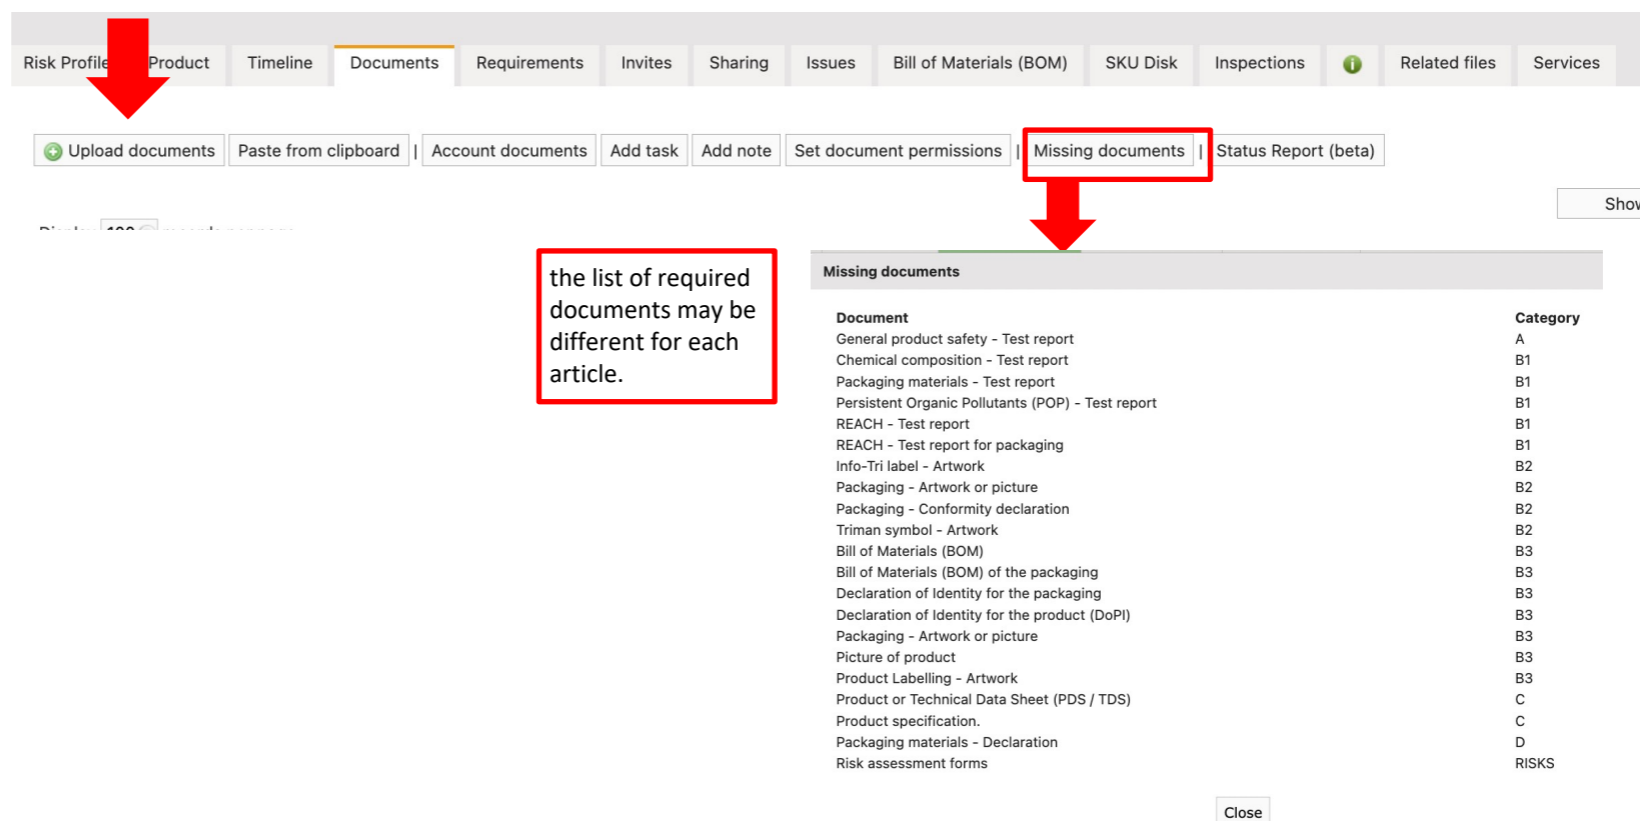 Risk Profile Product Timeline Documents Requirements Invites Sharing Issues Bill of Materials (BOM) SKU Disk Inspections i Related files Services
Upload documents Paste from clipboard | Account documents Add task Add note Set document permissions | Missing documents | Status Report (beta)
Show
Display 100 records per page
the list of required
documents may be
different for each
article.
Missing documents
Document Category
General product safety - Test report A
Chemical composition - Test report B1
Packaging materials - Test report B1
Persistent Organic Pollutants (POP) - Test report B1
REACH - Test report B1
REACH - Test report for packaging B1
Info-Tri label - Artwork B2
Packaging - Artwork or picture B2
Packaging - Conformity declaration B2
Triman symbol - Artwork B2
Bill of Materials (BOM) B3
Bill of Materials (BOM) of the packaging B3
Declaration of Identity for the packaging B3
Declaration of Identity for the product (DoPI) B3
Packaging - Artwork or picture B3
Picture of product B3
Product Labelling - Artwork B3
Product or Technical Data Sheet (PDS / TDS) C
Product specification. C
Packaging materials - Declaration D
Risk assessment forms RISKS
Close